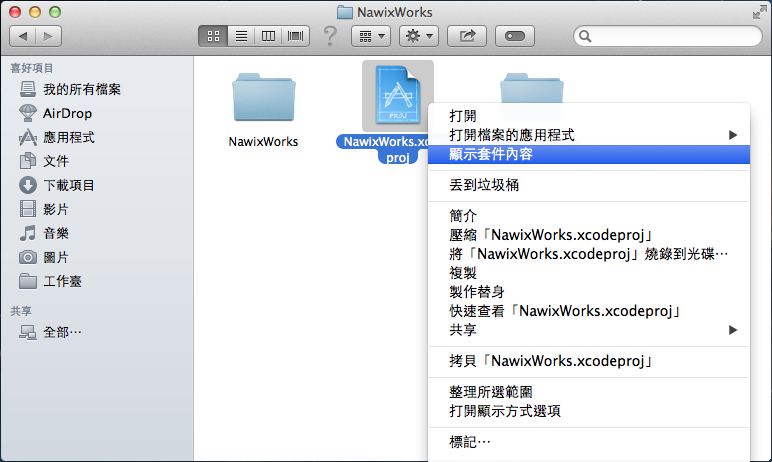 NawixWorks
喜好項目
我的所有檔案
AirDrop
應用程式
文件
下載項目
影片
音樂
圖片
工作臺
共享
全部…
NawixWorks
PROJ
NawixWorks.xc
proj
打開
打開檔案的應用程式
顯示套件內容
丟到垃圾桶
簡介
壓縮「NawixWorks.xcodeproj」
將「NawixWorks.xcodeproj」燒錄到光碟…
複製
製作替身
快速查看「NawixWorks.xcodeproj」
共享
拷貝「NawixWorks.xcodeproj」
整理所選範圍
打開顯示方式選項
標記…